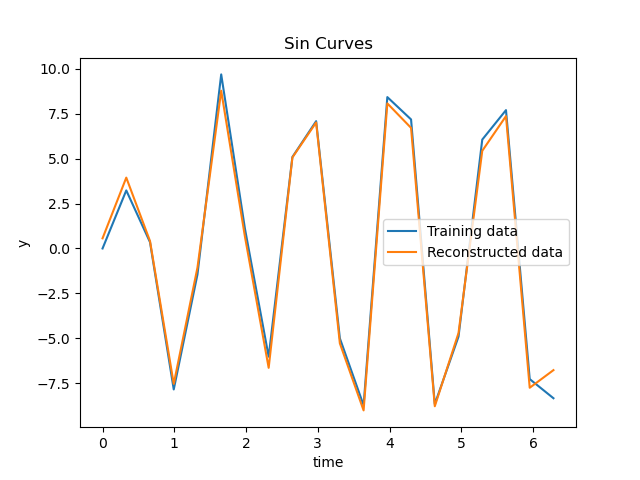 Sin Curves
10.0
7.5
5.0
2.5
0.0
−2.5
−5.0
−7.5
y
Training data
Reconstructed data
0 1 2 3 4 5 6
time